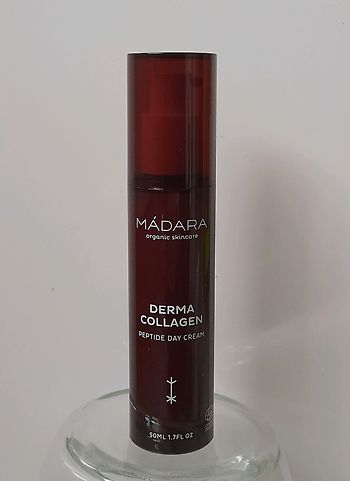 MÁDARA
organic skincare
DERMA
COLLAGEN
PEPTIDE DAY CREAM
50ML 1.7FL OZ